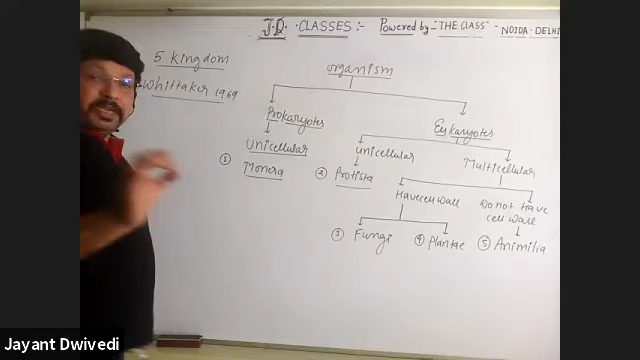 J.D. CLASSES :- Powered by - "THE CLASS" - NOIDA - DELHI
5 kingdom
Whittaker 1969
organism
Prokaryotes
Eukaryotes
Unicellular
① Monera
unicellular
② Protista
Multicellular
Have cell wall
Do not Have
cell wall
③ Fungi
④ Plantae
⑤ Animilia
Jayant Dwivedi